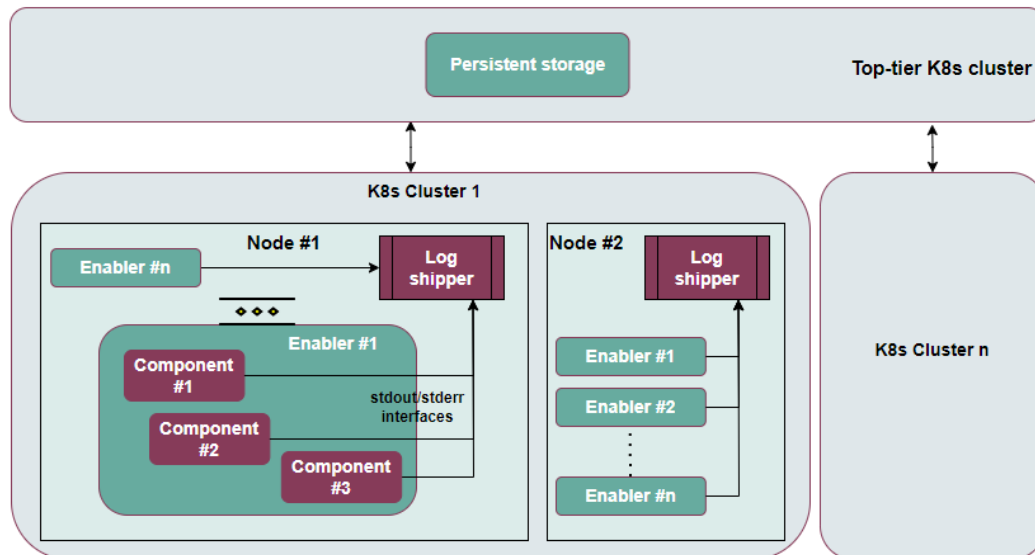 Persistent storage
Top-tier K8s cluster
K8s Cluster 1
Node #1
Log
shipper
Enabler #n
Enabler #1
Component
#1
stdout/stderr
interfaces
Component
#2
Component
#3
Node #2
Log
shipper
Enabler #1
Enabler #2
Enabler #n
K8s Cluster n